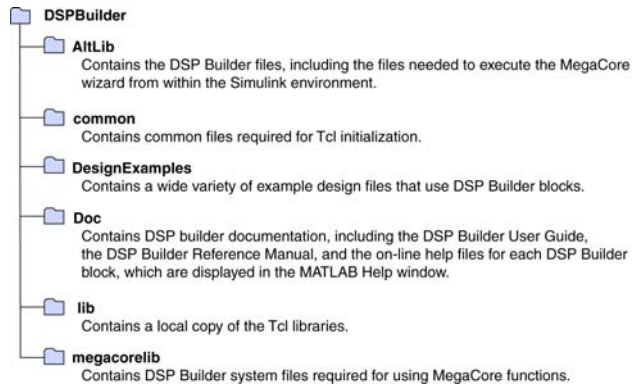 DSPBuilder
AltLib
Contains the DSP Builder files, including the files needed to execute the MegaCore
wizard from within the Simulink environment.
common
Contains common files required for Tcl initialization.
DesignExamples
Contains a wide variety of example design files that use DSP Builder blocks.
Doc
Contains DSP builder documentation, including the DSP Builder User Guide,
the DSP Builder Reference Manual, and the on-line help files for each DSP Builder
block, which are displayed in the MATLAB Help window.
lib
Contains a local copy of the Tcl libraries.
megacorelib
Contains DSP Builder system files required for using MegaCore functions.